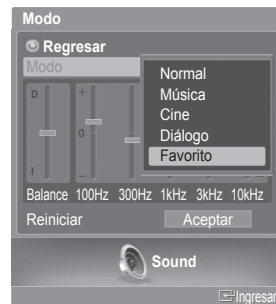 Modo
Regresar
Modo
Normal
Música
Cine
Diálogo
Favorito
D
+
0
I
−
Balance 100Hz 300Hz 1kHz 3kHz 10kHz
Reiniciar Aceptar
Sound
Ingresar